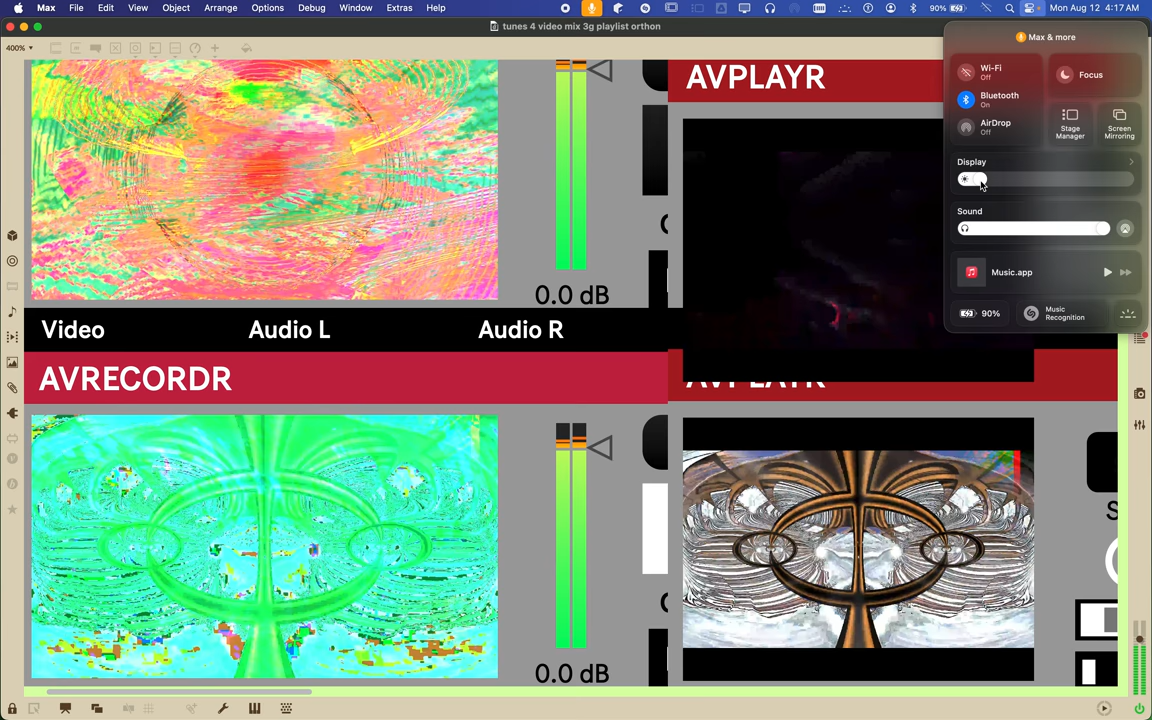 Max File Edit View Object Arrange Options Debug Window Extras Help
90% Mon Aug 12 4:17 AM
tunes 4 video mix 3g playlist orthon
400%
Max & more
Wi-Fi
Off
Bluetooth
On
AirDrop
Off
Focus
Stage
Manager
Screen
Mirroring
Display
Sound
Music.app
90%
Music
Recognition
AVPLAYR
0.0 dB
Video Audio L Audio R
AVRECORDR
AVPLAYR
0.0 dB